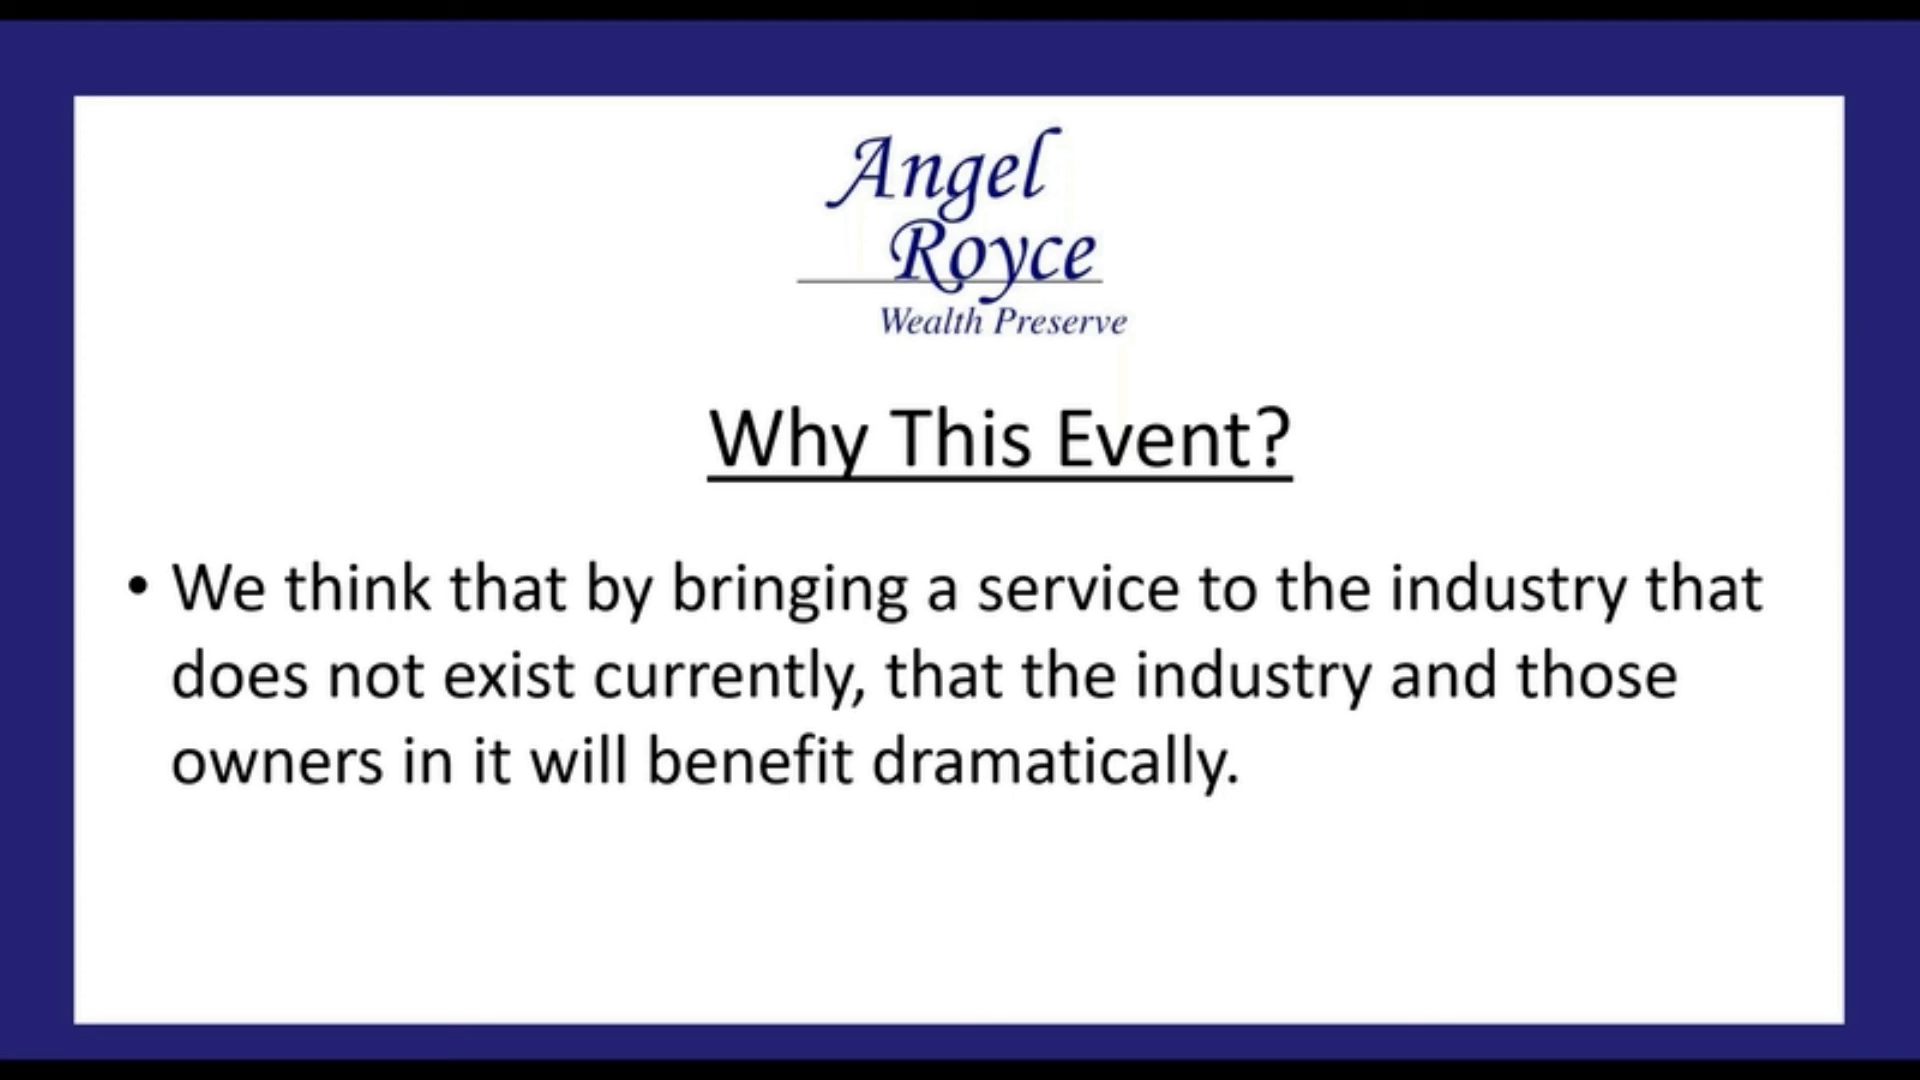 Angel
Royce
Wealth Preserve
Why This Event?
• We think that by bringing a service to the industry that
does not exist currently, that the industry and those
owners in it will benefit dramatically.